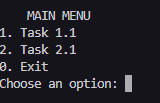 MAIN MENU
1. Task 1.1
2. Task 2.1
0. Exit
Choose an option: